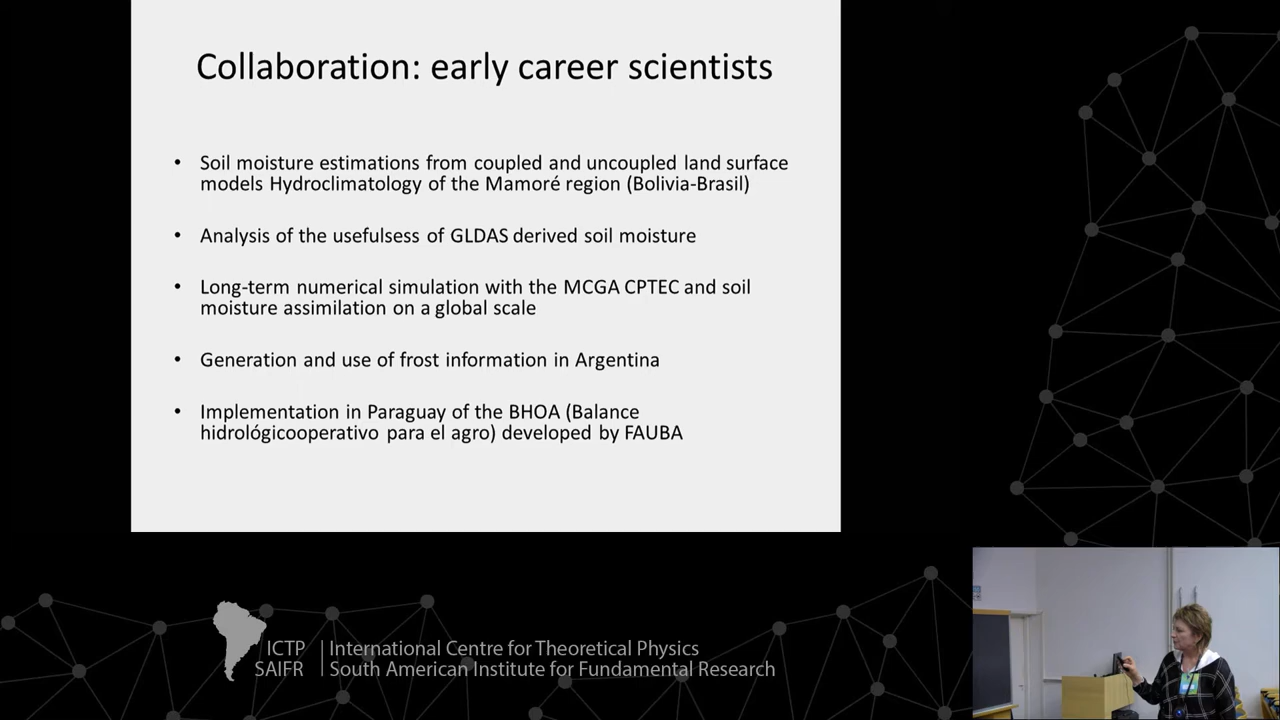 Collaboration: early career scientists
• Soil moisture estimations from coupled and uncoupled land surface
models Hydroclimatology of the Mamoré region (Bolivia-Brasil)
• Analysis of the usefulsess of GLDAS derived soil moisture
• Long-term numerical simulation with the MCGA CPTEC and soil
moisture assimilation on a global scale
• Generation and use of frost information in Argentina
• Implementation in Paraguay of the BHOA (Balance
hidrológicooperativo para el agro) developed by FAUBA
ICTP
SAIFR
International Centre for Theoretical Physics
South American Institute for Fundamental Research